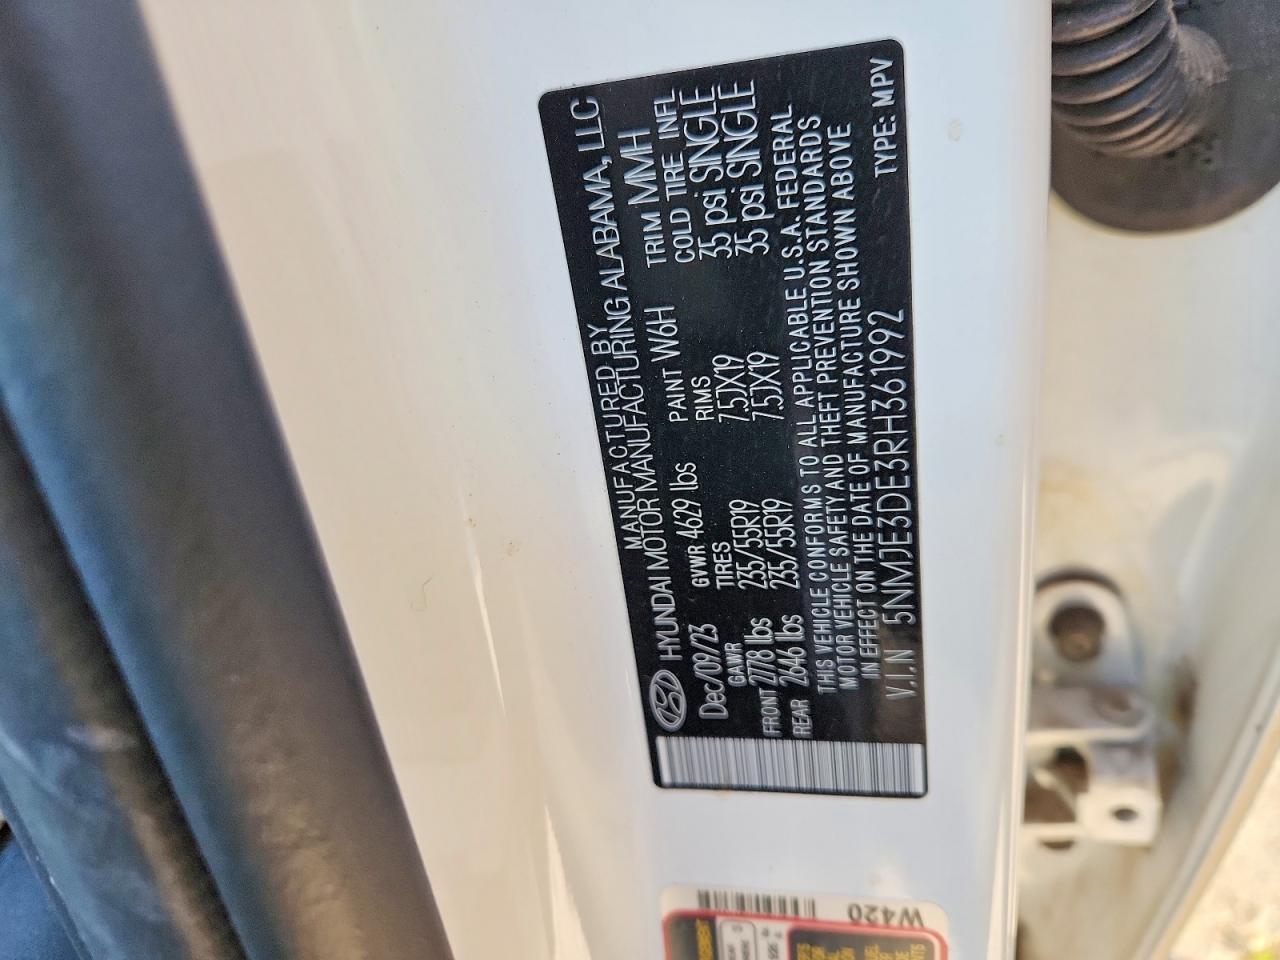 MANUFACTURED BY
HYUNDAI MOTOR MANUFACTURING ALABAMA, LLC
Dec/09/23 GVWR 4629 lbs PAINT W6H TRIM MMH
GAWR TIRES RIMS COLD TIRE INFL
FRONT 2778 lbs 235/55R19 7.5JX19 35 psi SINGLE
REAR 2646 lbs 235/55R19 7.5JX19 35 psi SINGLE
THIS VEHICLE CONFORMS TO ALL APPLICABLE U.S.A. FEDERAL
MOTOR VEHICLE SAFETY AND THEFT PREVENTION STANDARDS
IN EFFECT ON THE DATE OF MANUFACTURE SHOWN ABOVE
V.I.N 5NMJE3DE3RH361992 TYPE: MPV
W420